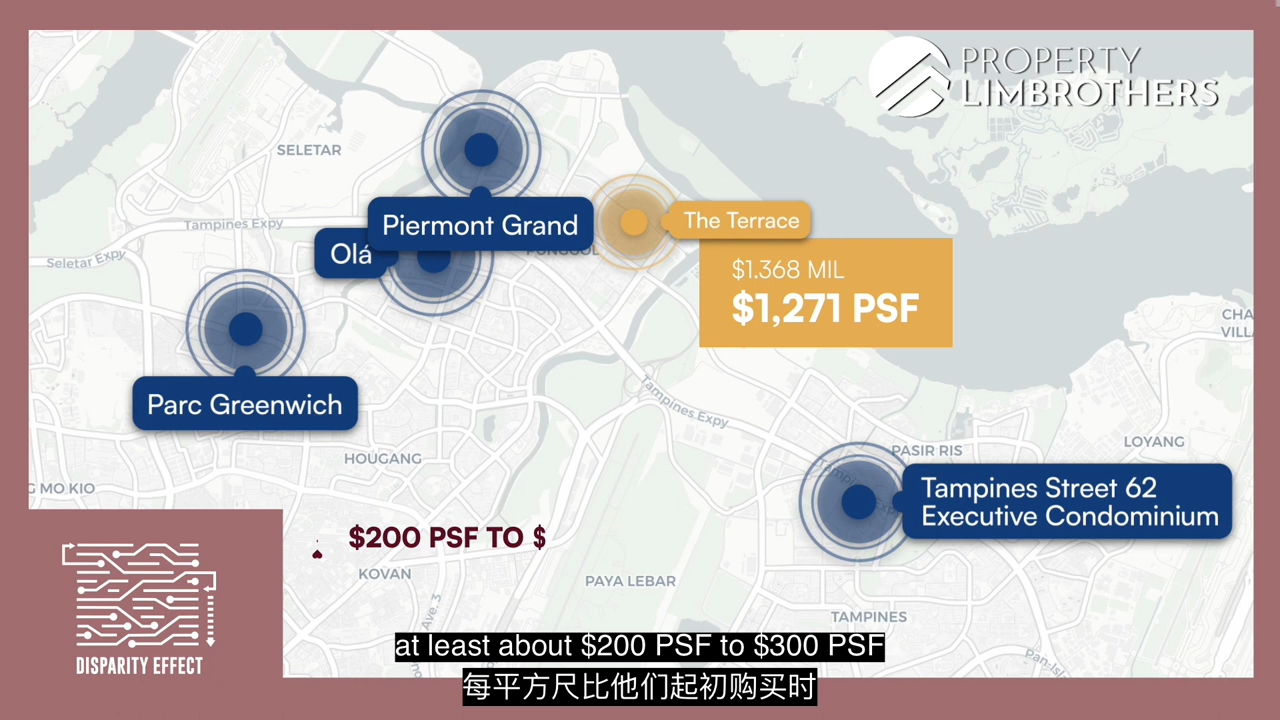 PROPERTY
LIMBROTHERS
SELETAR
Tampines Expy
Piermont Grand
The Terrace
Olá
PUNGGOL
Seletar Expy
$1.368 MIL
$1,271 PSF
Parc Greenwich
Tampines Expy
HOUGANG
PASIR RIS
LOYANG
Tampines Street 62
Executive Condominium
$200 PSF TO $
KOVAN
PAYA LEBAR
TAMPINES
DISPARITY EFFECT
at least about $200 PSF to $300 PSF
每平方尺比他们起初购买时